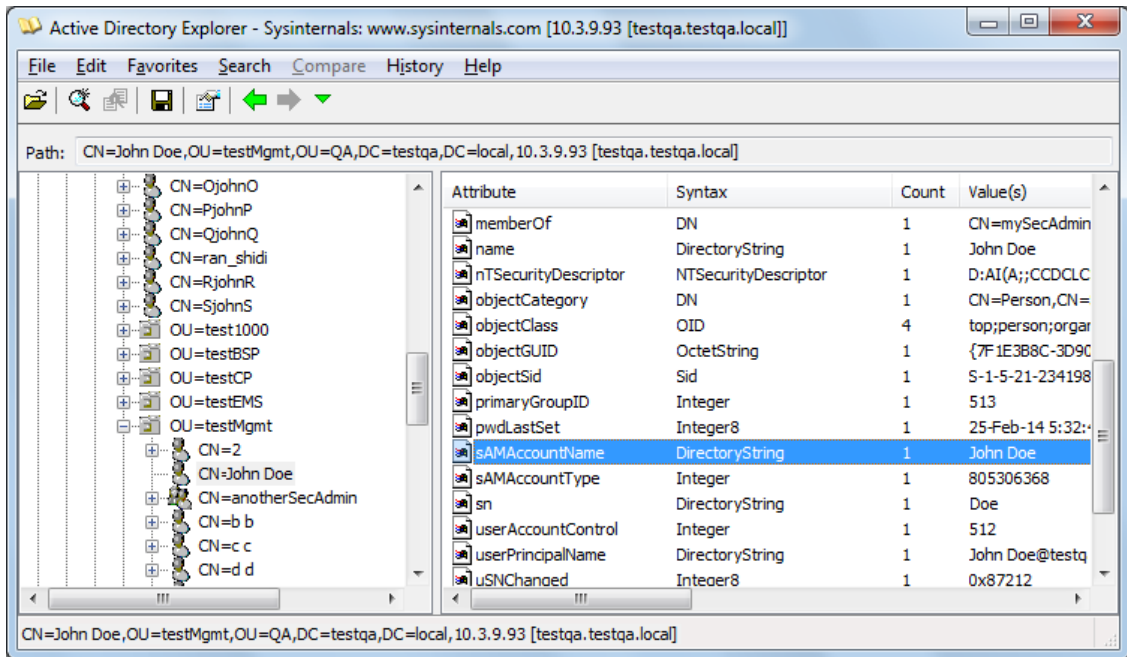 Active Directory Explorer - Sysinternals: www.sysinternals.com [10.3.9.93 [testqa.testqa.local]]
File Edit Favorites Search Compare History Help
Path: CN=John Doe,OU=testMgmt,OU=QA,DC=testqa,DC=local,10.3.9.93 [testqa.testqa.local]
CN=OjohnO
CN=PjohnP
CN=QjohnQ
CN=ran_shidi
CN=RjohnR
CN=SjohnS
OU=test1000
OU=testBSP
OU=testCP
OU=testEMS
OU=testMgmt
CN=2
CN=John Doe
CN=anotherSecAdmin
CN=b b
CN=c c
CN=d d
Attribute Syntax Count Value(s)
memberOf DN 1 CN=mySecAdmin
name DirectoryString 1 John Doe
nTSecurityDescriptor NTSecurityDescriptor 1 D:AI(A;;CCDCLC
objectCategory DN 1 CN=Person,CN=
objectClass OID 4 top;person;organ
objectGUID OctetString 1 {7F1E3B8C-3D90
objectSid Sid 1 S-1-5-21-234198
primaryGroupID Integer 1 513
pwdLastSet Integer8 1 25-Feb-14 5:32:4
sAMAccountName DirectoryString 1 John Doe
sAMAccountType Integer 1 805306368
sn DirectoryString 1 Doe
userAccountControl Integer 1 512
userPrincipalName DirectoryString 1 John Doe@testq
uSNChanged Integer8 1 0x87212
CN=John Doe,OU=testMgmt,OU=QA,DC=testqa,DC=local,10.3.9.93 [testqa.testqa.local]